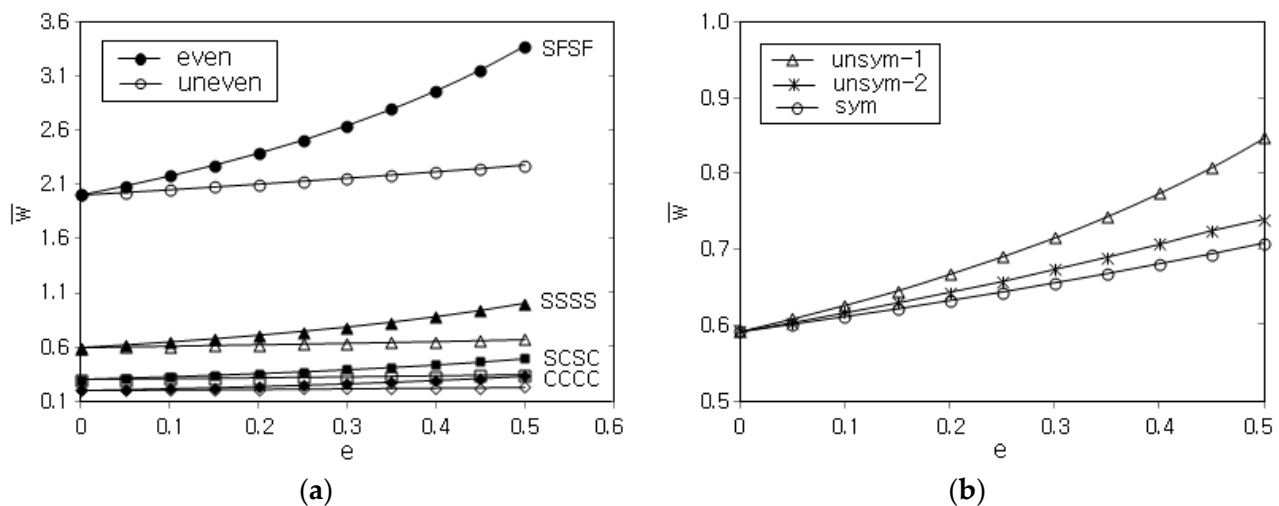 3.6
3.1
2.6
2.1
1.6
1.1
0.6
0.1
w
even
uneven
SFSF
SSSS
SCSC
CCCC
0 0.1 0.2 0.3 0.4 0.5 0.6
e
(a)
1.0
0.9
0.8
0.7
0.6
0.5
w
unsym-1
unsym-2
sym
0 0.1 0.2 0.3 0.4 0.5
e
(b)